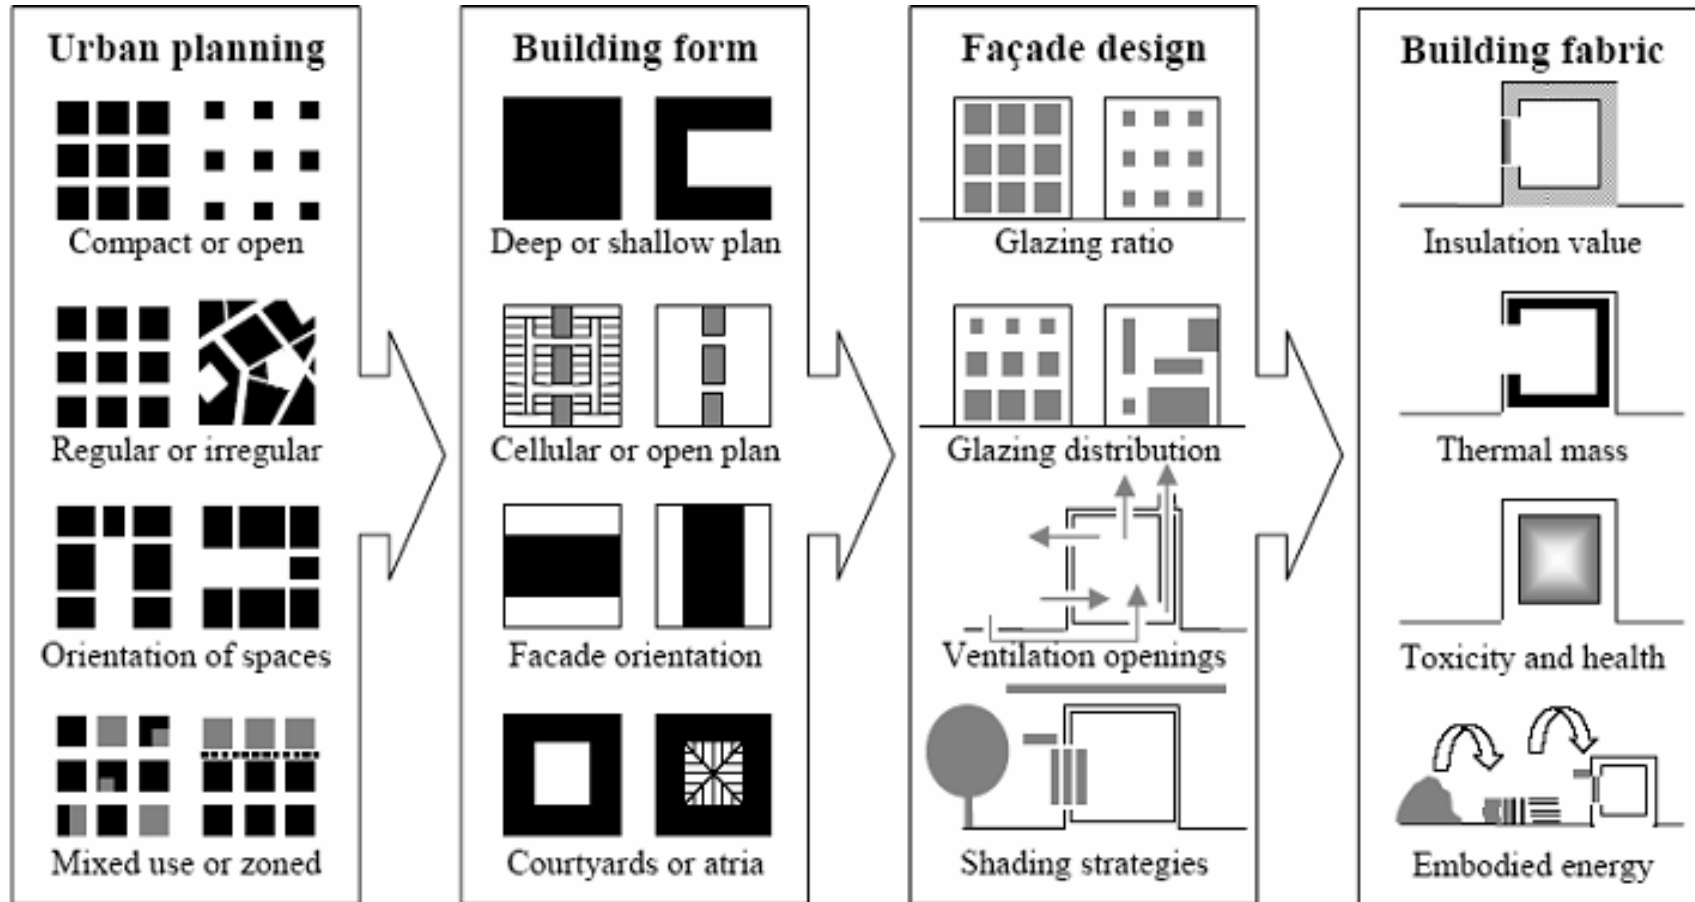 Urban planning
Compact or open
Regular or irregular
Orientation of spaces
Mixed use or zoned
Building form
Deep or shallow plan
Cellular or open plan
Facade orientation
Courtyards or atria
Façade design
Glazing ratio
Glazing distribution
Ventilation openings
Shading strategies
Building fabric
Insulation value
Thermal mass
Toxicity and health
Embodied energy